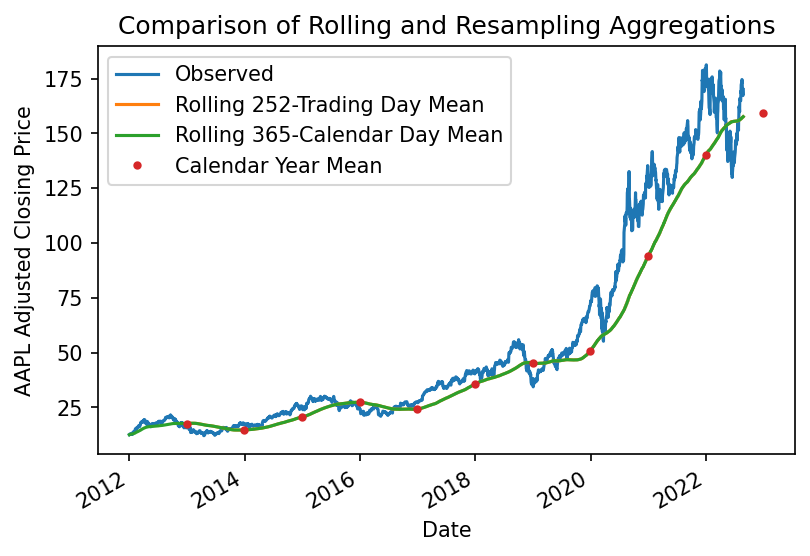 Comparison of Rolling and Resampling Aggregations
Observed
Rolling 252-Trading Day Mean
Rolling 365-Calendar Day Mean
Calendar Year Mean
AAPL Adjusted Closing Price
175
150
125
100
75
50
25
2012
2014
2016
2018
2020
2022
Date